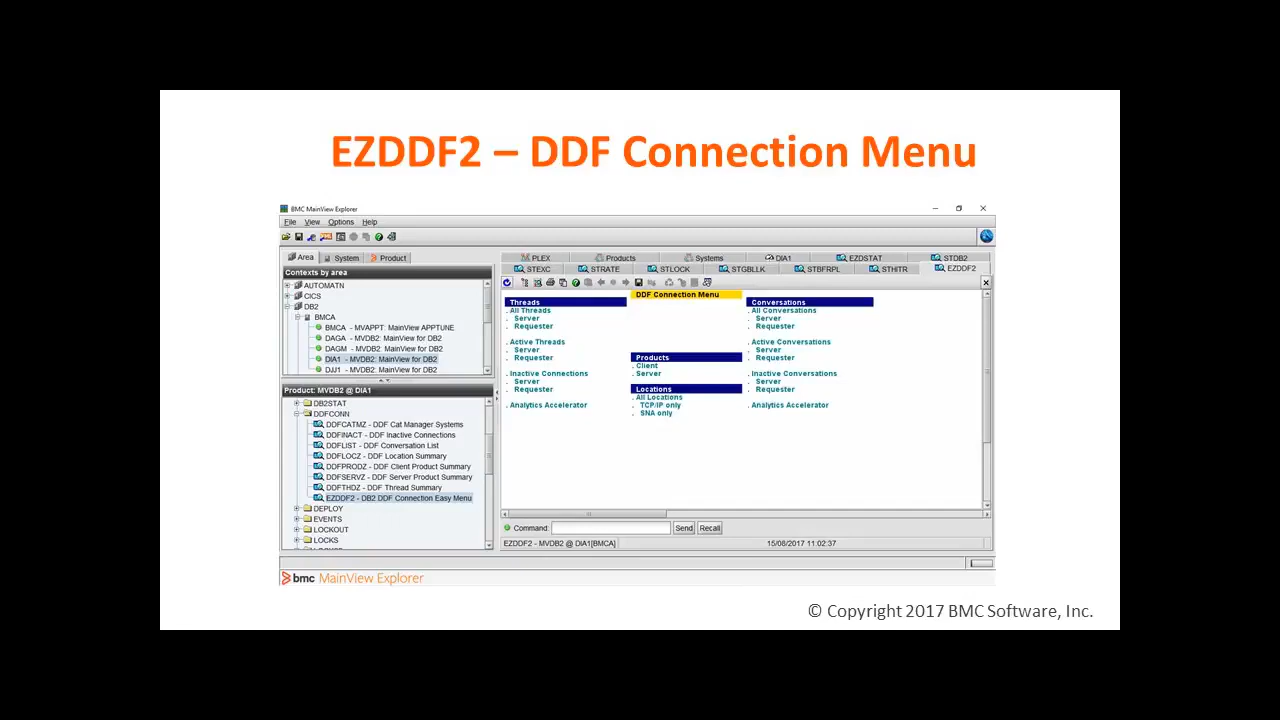 EZDDF2 – DDF Connection Menu
BMC MainView Explorer
File View Options Help
Area System Product
Contexts by area
AUTOMATN
CICS
DB2
BMCA
BMCA - MVAPPT: MainView APPTUNE
DAGA - MVDB2: MainView for DB2
DAGM - MVDB2: MainView for DB2
DIA1 - MVDB2: MainView for DB2
DJJ1 - MVDB2: MainView for DB2
Product: MVDB2 @ DIA1
DB2STAT
DDFCONN
DDFCATMZ - DDF Cat Manager Systems
DDFINACT - DDF Inactive Connections
DDFLIST - DDF Conversation List
DDFLOCZ - DDF Location Summary
DDFPRODZ - DDF Client Product Summary
DDFSERVZ - DDF Server Product Summary
DDFTHDZ - DDF Thread Summary
EZDDF2 - DB2 DDF Connection Easy Menu
DEPLOY
EVENTS
LOCKOUT
LOCKS
PLEX Products Systems DIA1 EZDSTAT STDB2
STEXC STRATE STLOCK STGBLLK STBFRPL STHITR EZDDF2
DDF Connection Menu
Threads
. All Threads
. Server
. Requester
. Active Threads
. Server
. Requester
. Inactive Connections
. Server
. Requester
. Analytics Accelerator
Products
. Client
. Server
Locations
. All Locations
. TCP/IP only
. SNA only
Conversations
. All Conversations
. Server
. Requester
. Active Conversations
. Server
. Requester
. Inactive Conversations
. Server
. Requester
. Analytics Accelerator
Command: Send Recall
EZDDF2 - MVDB2 @ DIA1[BMCA] 15/08/2017 11:02:37
bmc MainView Explorer
© Copyright 2017 BMC Software, Inc.